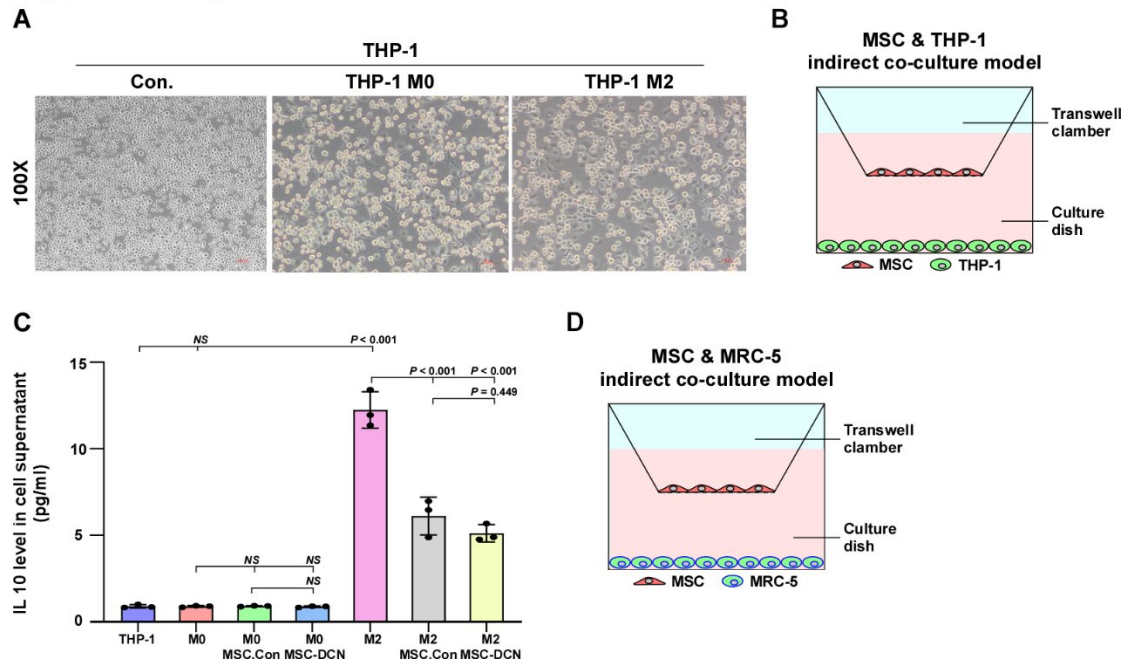 A
THP-1
Con.
THP-1 M0
THP-1 M2
100X
B
MSC & THP-1
indirect co-culture model
Transwell
clamber
Culture
dish
MSC
THP-1
C
IL 10 level in cell supernatant
(pg/ml)
15
10
5
0
NS
P < 0.001
P < 0.001
P < 0.001
P = 0.449
NS
NS
NS
THP-1
M0
M0
MSC.Con
M0
MSC-DCN
M2
M2
MSC.Con
M2
MSC-DCN
D
MSC & MRC-5
indirect co-culture model
Transwell
clamber
Culture
dish
MSC
MRC-5